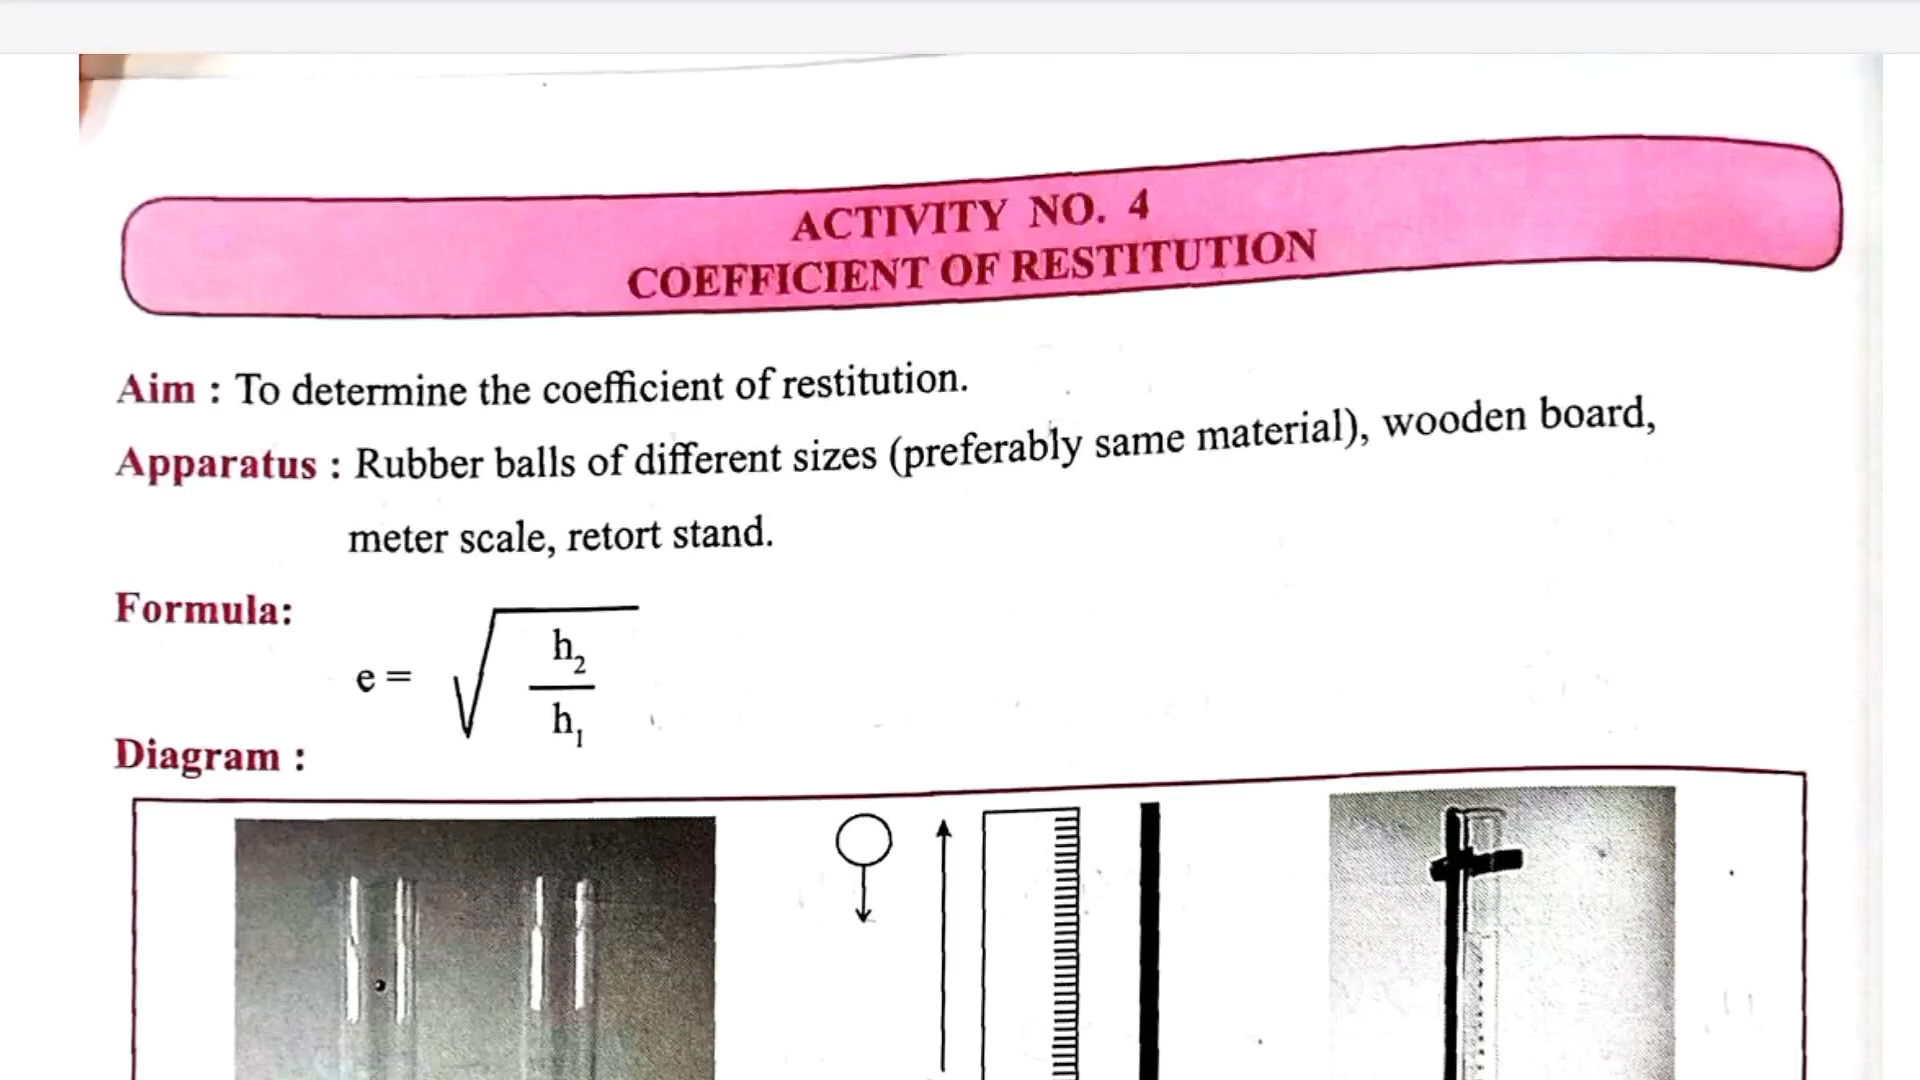 ACTIVITY NO. 4
COEFFICIENT OF RESTITUTION
Aim : To determine the coefficient of restitution.
Apparatus : Rubber balls of different sizes (preferably same material), wooden board,
meter scale, retort stand.
Formula:
e = √(h₂/h₁)
Diagram :